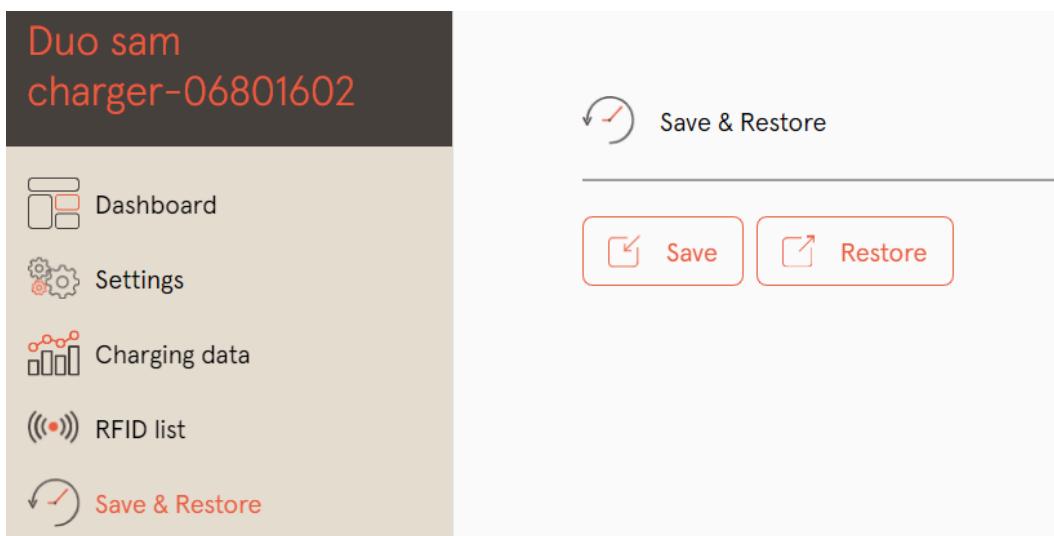 Duo sam
charger-06801602
Dashboard
Settings
Charging data
RFID list
Save & Restore
Save & Restore
Save
Restore